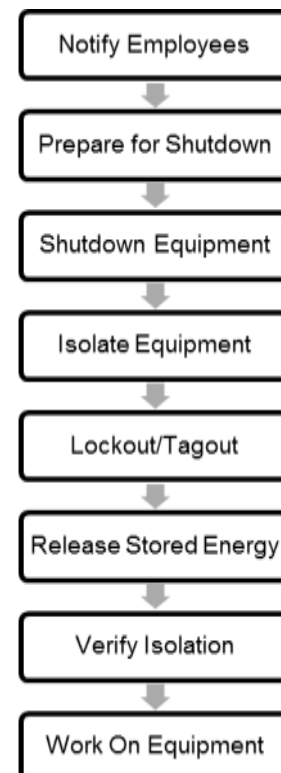 Notify Employees
Prepare for Shutdown
Shutdown Equipment
Isolate Equipment
Lockout/Tagout
Release Stored Energy
Verify Isolation
Work On Equipment